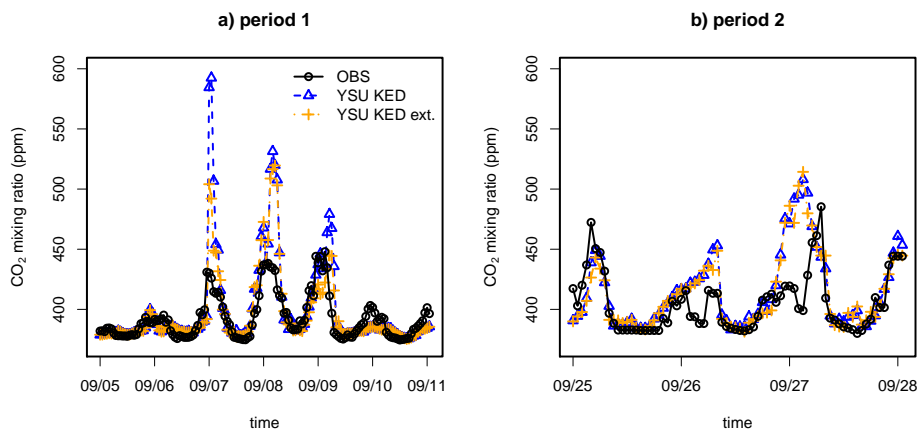 a) period 1
CO₂ mixing ratio (ppm)
600
550
500
450
400
OBS
YSU KED
YSU KED ext.
09/05 09/06 09/07 09/08 09/09 09/10 09/11
time
b) period 2
CO₂ mixing ratio (ppm)
600
550
500
450
400
09/25 09/26 09/27 09/28
time